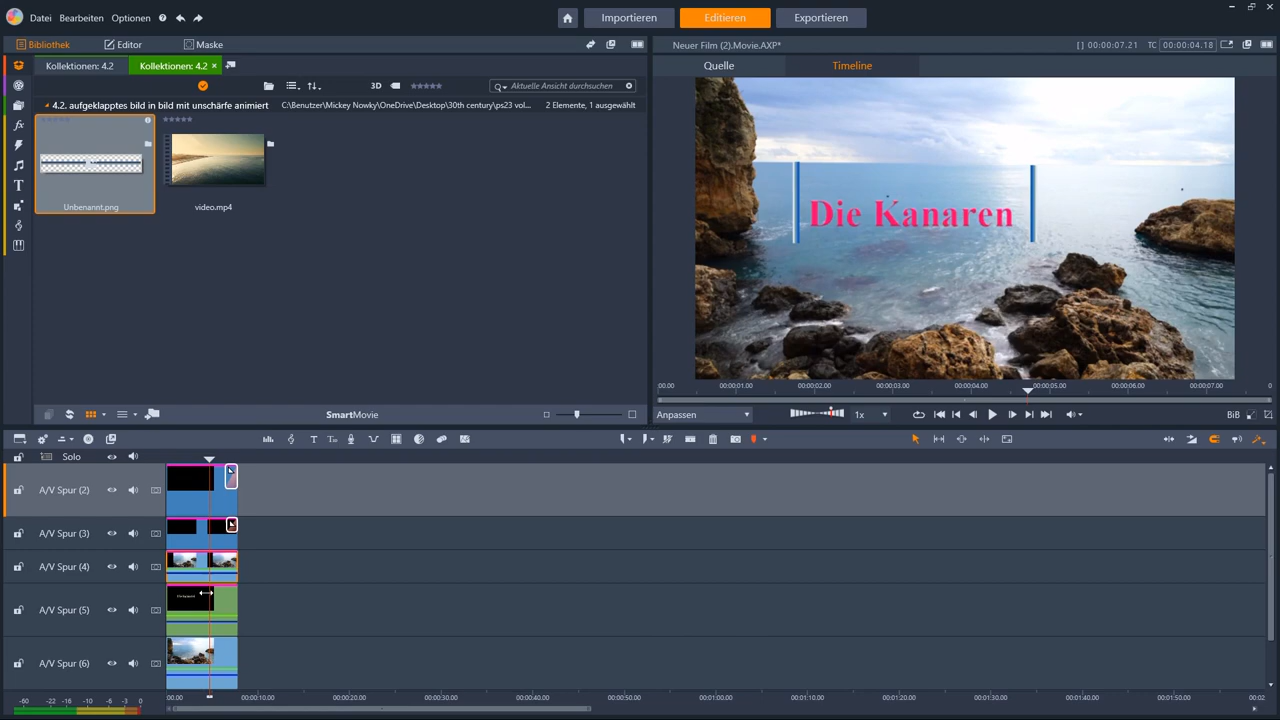 Datei Bearbeiten Optionen
Importieren Editieren Exportieren
Bibliothek Editor Maske
Neuer Film (2).Movie.AXP* [] 00:00:07.21 TC 00:00:04.18
Kollektionen: 4.2 Kollektionen: 4.2 ×
Quelle Timeline
3D Aktuelle Ansicht durchsuchen
4.2. aufgeklapptes bild in bild mit unschärfe animiert C:\Benutzer\Mickey Nowky\OneDrive\Desktop\30th century\ps23 vol... 2 Elemente, 1 ausgewählt
Unbenannt.png video.mp4
Die Kanaren
:00.00 00:00:01.00 00:00:02.00 00:00:03.00 00:00:04.00 00:00:05.00 00:00:06.00 00:00:07.00 0
SmartMovie
Anpassen 1x BiB
Solo
A/V Spur (2)
A/V Spur (3)
A/V Spur (4)
A/V Spur (5)
A/V Spur (6)
-60 -22 -16 -10 -6 -3 0
00.00 00:00:10.00 00:00:20.00 00:00:30.00 00:00:40.00 00:00:50.00 00:01:00.00 00:01:10.00 00:01:20.00 00:01:30.00 00:01:40.00 00:01:50.00